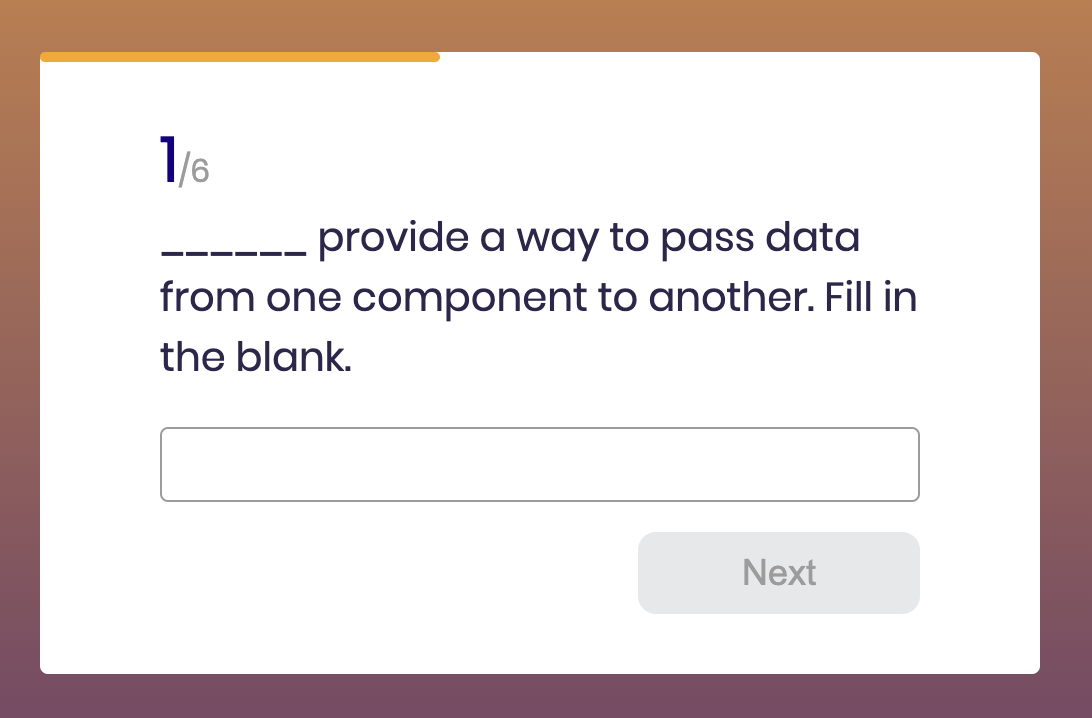 1/6
______ provide a way to pass data
from one component to another. Fill in
the blank.
Next